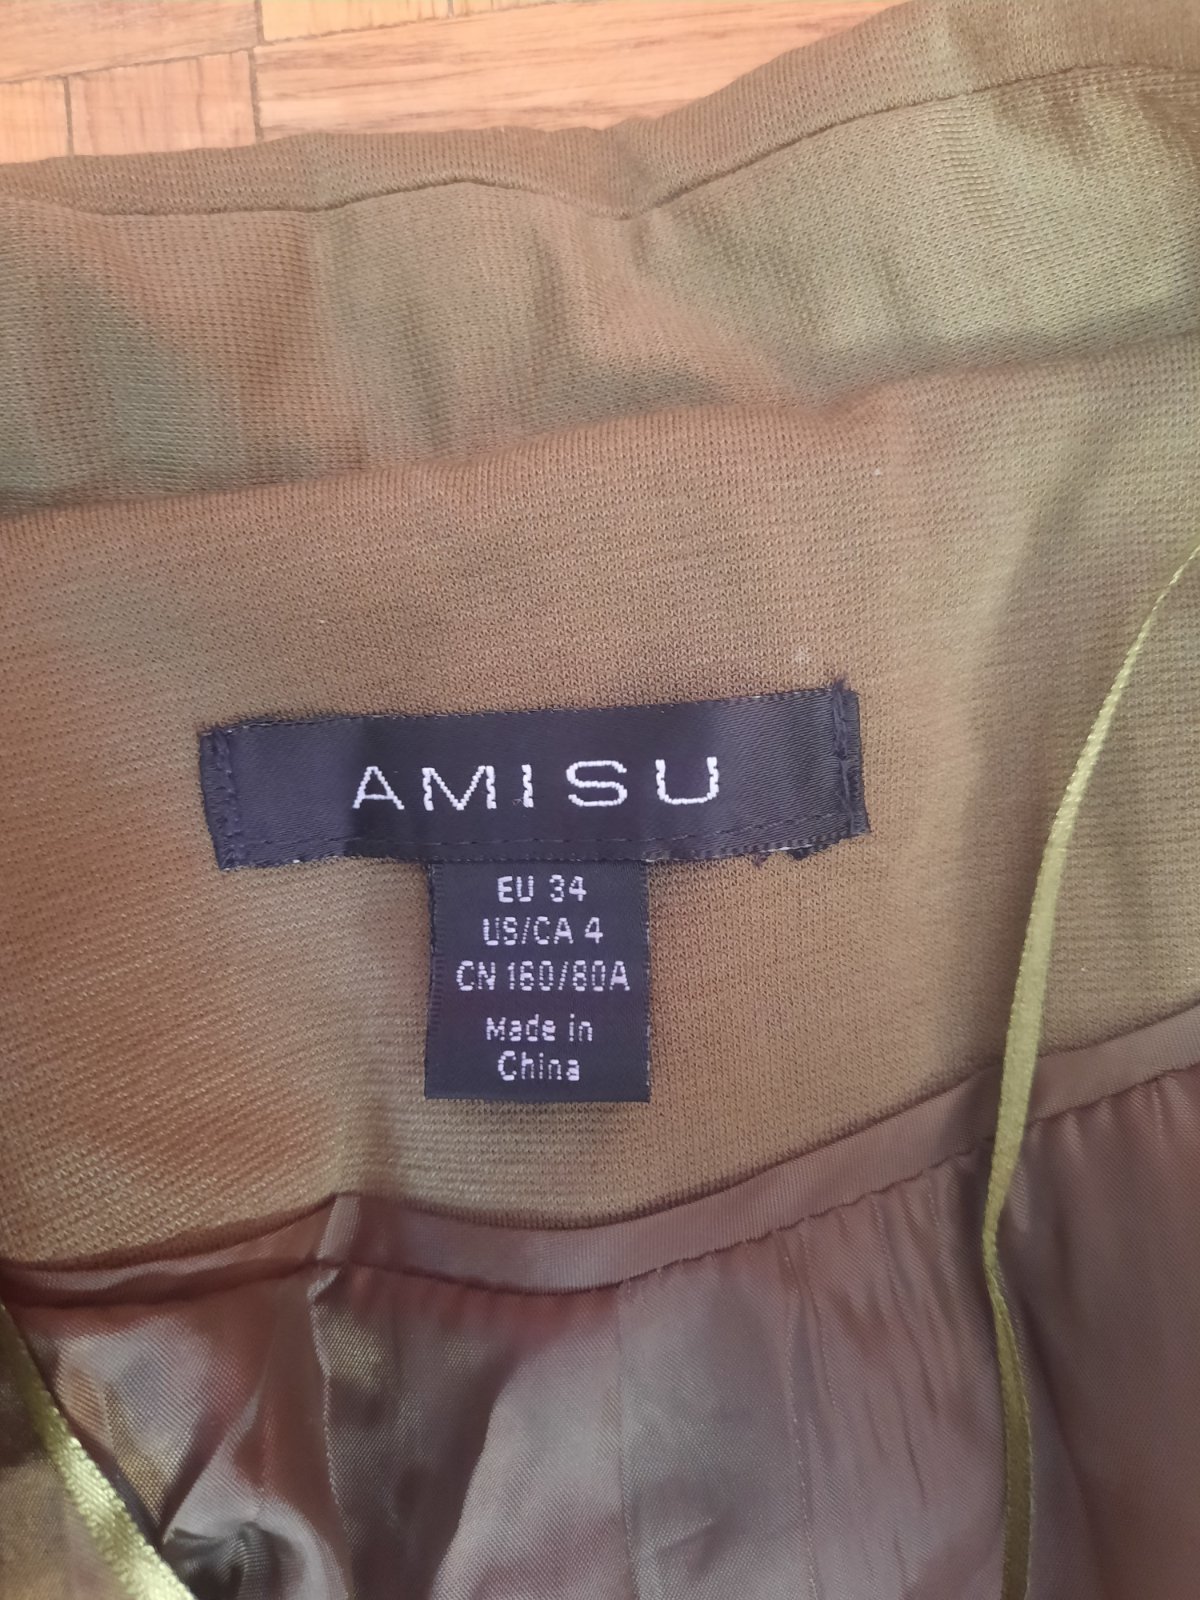 AMISU
EU 34
US/CA 4
CN 160/80A
Made in
China